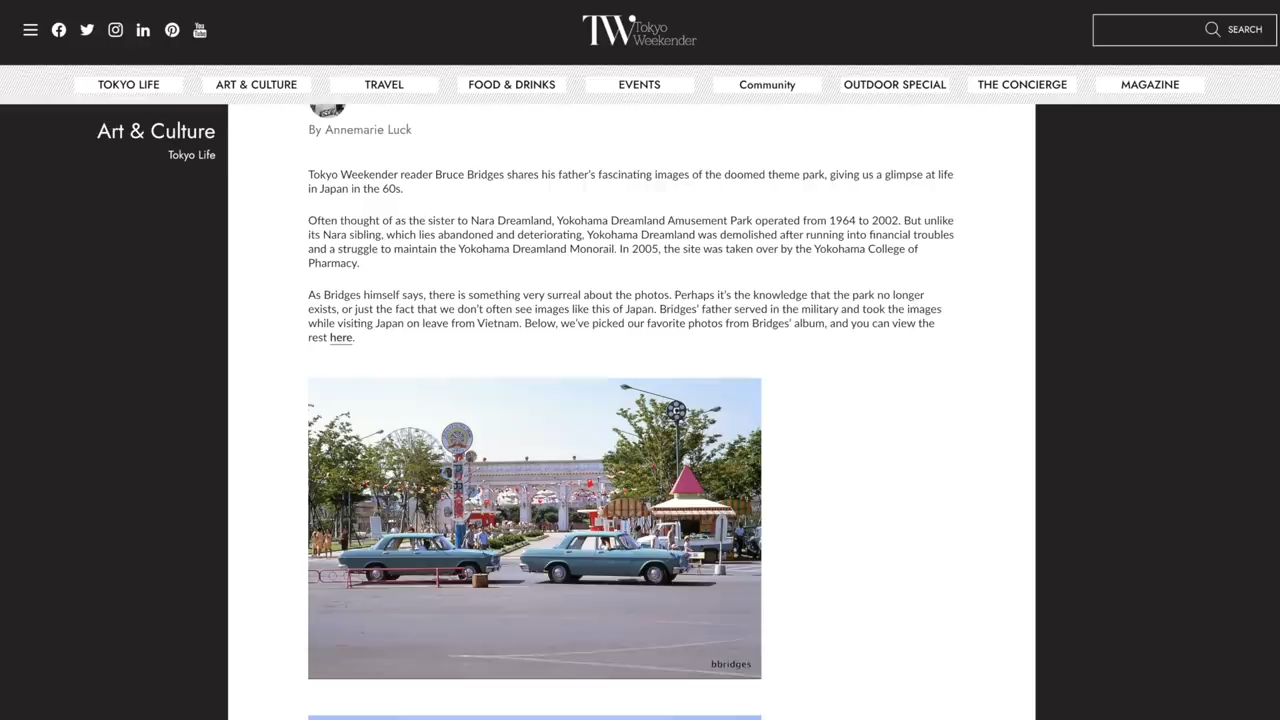 TW Tokyo
Weekender
SEARCH
TOKYO LIFE
ART & CULTURE
TRAVEL
FOOD & DRINKS
EVENTS
Community
OUTDOOR SPECIAL
THE CONCIERGE
MAGAZINE
Art & Culture
Tokyo Life
By Annemarie Luck
Tokyo Weekender reader Bruce Bridges shares his father's fascinating images of the doomed theme park, giving us a glimpse at life
in Japan in the 60s.
Often thought of as the sister to Nara Dreamland, Yokohama Dreamland Amusement Park operated from 1964 to 2002. But unlike
its Nara sibling, which lies abandoned and deteriorating, Yokohama Dreamland was demolished after running into financial troubles
and a struggle to maintain the Yokohama Dreamland Monorail. In 2005, the site was taken over by the Yokohama College of
Pharmacy.
As Bridges himself says, there is something very surreal about the photos. Perhaps it's the knowledge that the park no longer
exists, or just the fact that we don't often see images like this of Japan. Bridges' father served in the military and took the images
while visiting Japan on leave from Vietnam. Below, we've picked our favorite photos from Bridges' album, and you can view the
rest here.
bbridges